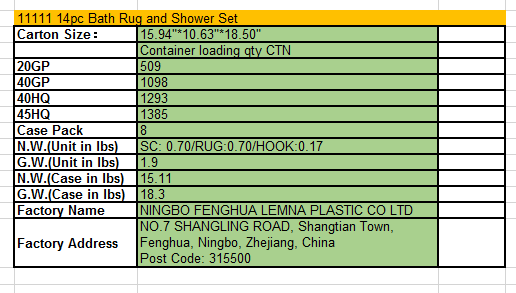 11111 14pc Bath Rug and Shower Set
Carton Size: 15.94"*10.63"*18.50"
Container loading qty CTN
20GP 509
40GP 1098
40HQ 1293
45HQ 1385
Case Pack 8
N.W.(Unit in lbs) SC: 0.70/RUG:0.70/HOOK:0.17
G.W.(Unit in lbs) 1.9
N.W.(Case in lbs) 15.11
G.W.(Case in lbs) 18.3
Factory Name NINGBO FENGHUA LEMNA PLASTIC CO LTD
Factory Address NO.7 SHANGLING ROAD, Shangtian Town,
Fenghua, Ningbo, Zhejiang, China
Post Code: 315500